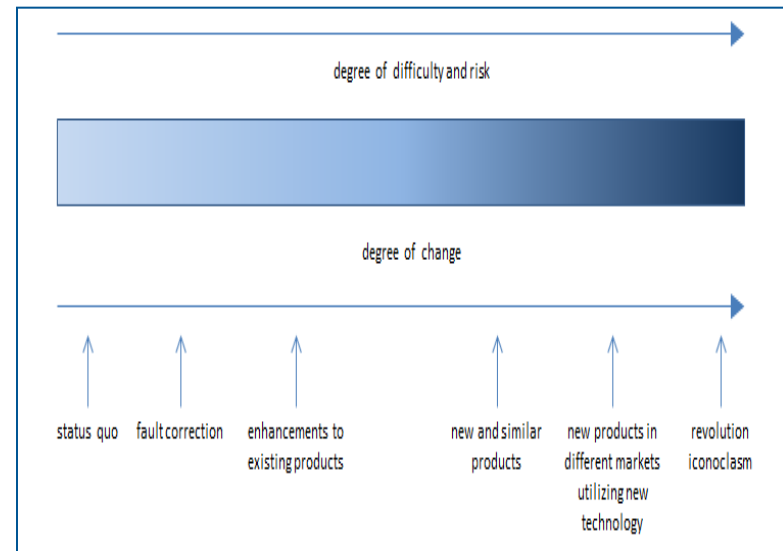 degree of difficulty and risk
degree of change
status quo
fault correction
enhancements to
existing products
new and similar
products
new products in
different markets
utilizing new
technology
revolution
iconoclasm